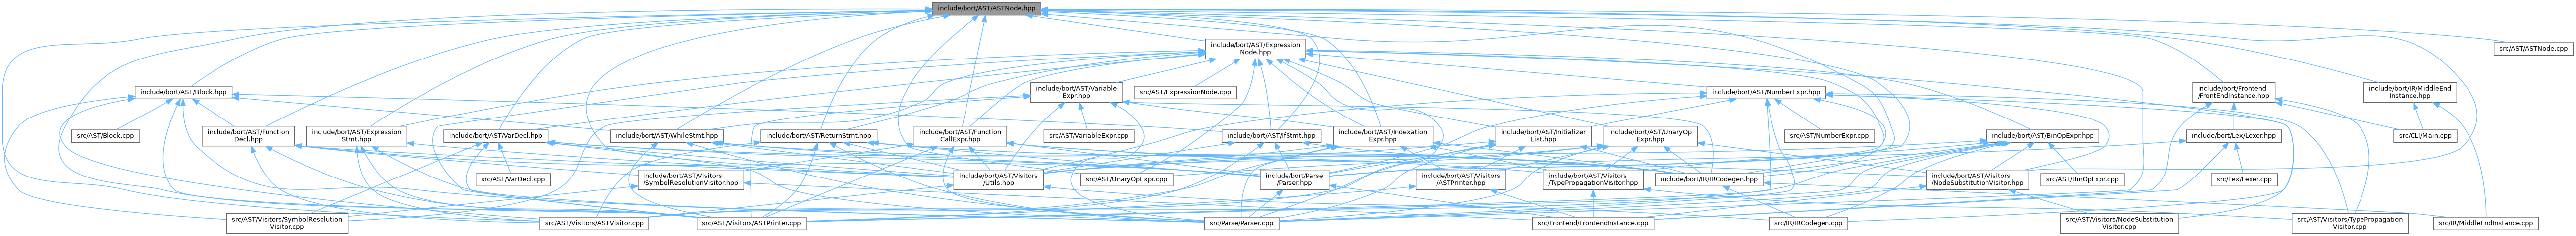 include/bort/AST/ASTNode.hpp
include/bort/AST/Expression
Node.hpp
src/AST/ASTNode.cpp
include/bort/AST/Block.hpp
include/bort/AST/Variable
Expr.hpp
src/AST/ExpressionNode.cpp
include/bort/AST/NumberExpr.hpp
include/bort/Frontend
/FrontEndInstance.hpp
include/bort/IR/MiddleEnd
Instance.hpp
src/AST/Block.cpp
include/bort/AST/Function
Decl.hpp
include/bort/AST/Expression
Stmt.hpp
include/bort/AST/VarDecl.hpp
include/bort/AST/WhileStmt.hpp
include/bort/AST/ReturnStmt.hpp
include/bort/AST/Function
CallExpr.hpp
src/AST/VariableExpr.cpp
include/bort/AST/IfStmt.hpp
include/bort/AST/Indexation
Expr.hpp
include/bort/AST/Initializer
List.hpp
include/bort/AST/UnaryOp
Expr.hpp
src/AST/NumberExpr.cpp
include/bort/AST/BinOpExpr.hpp
include/bort/Lex/Lexer.hpp
src/CLI/Main.cpp
src/AST/VarDecl.cpp
include/bort/AST/Visitors
/SymbolResolutionVisitor.hpp
include/bort/AST/Visitors
/Utils.hpp
src/AST/UnaryOpExpr.cpp
include/bort/Parse
/Parser.hpp
include/bort/AST/Visitors
/ASTPrinter.hpp
include/bort/AST/Visitors
/TypePropagationVisitor.hpp
include/bort/IR/IRCodegen.hpp
include/bort/AST/Visitors
/NodeSubstitutionVisitor.hpp
src/AST/BinOpExpr.cpp
src/Lex/Lexer.cpp
src/AST/Visitors/SymbolResolution
Visitor.cpp
src/AST/Visitors/ASTVisitor.cpp
src/AST/Visitors/ASTPrinter.cpp
src/Parse/Parser.cpp
src/Frontend/FrontEndInstance.cpp
src/IR/IRCodegen.cpp
src/AST/Visitors/NodeSubstitution
Visitor.cpp
src/AST/Visitors/TypePropagation
Visitor.cpp
src/IR/MiddleEndInstance.cpp